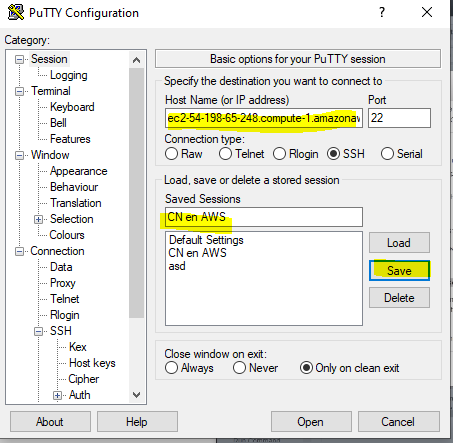 PuTTY Configuration
Category:
Session
Logging
Terminal
Keyboard
Bell
Features
Window
Appearance
Behaviour
Translation
Selection
Colours
Connection
Data
Proxy
Telnet
Rlogin
SSH
Kex
Host keys
Cipher
Auth
Basic options for your PuTTY session
Specify the destination you want to connect to
Host Name (or IP address) Port
ec2-54-198-65-248.compute-1.amazonaw 22
Connection type:
Raw Telnet Rlogin SSH Serial
Load, save or delete a stored session
Saved Sessions
CN en AWS
Default Settings
CN en AWS
asd
Load
Save
Delete
Close window on exit:
Always Never Only on clean exit
About Help Open Cancel